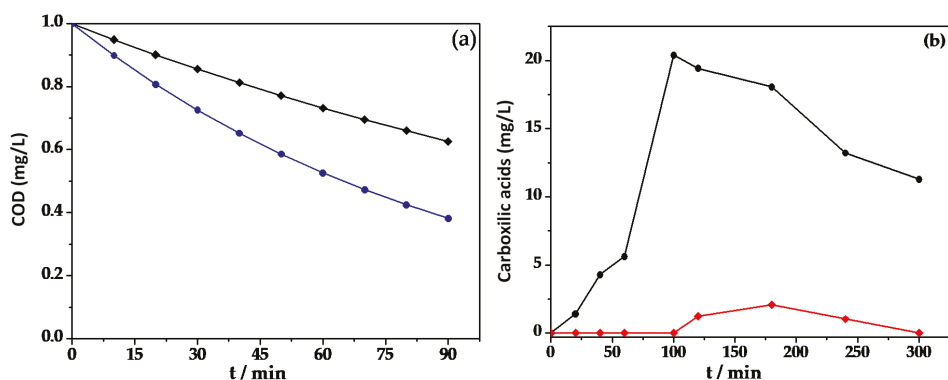 (a)
COD (mg/L)
1.0
0.8
0.6
0.4
0.2
0.0
0 15 30 45 60 75 90
t / min
(b)
Carboxilic acids (mg/L)
20
15
10
5
0
0 50 100 150 200 250 300
t / min